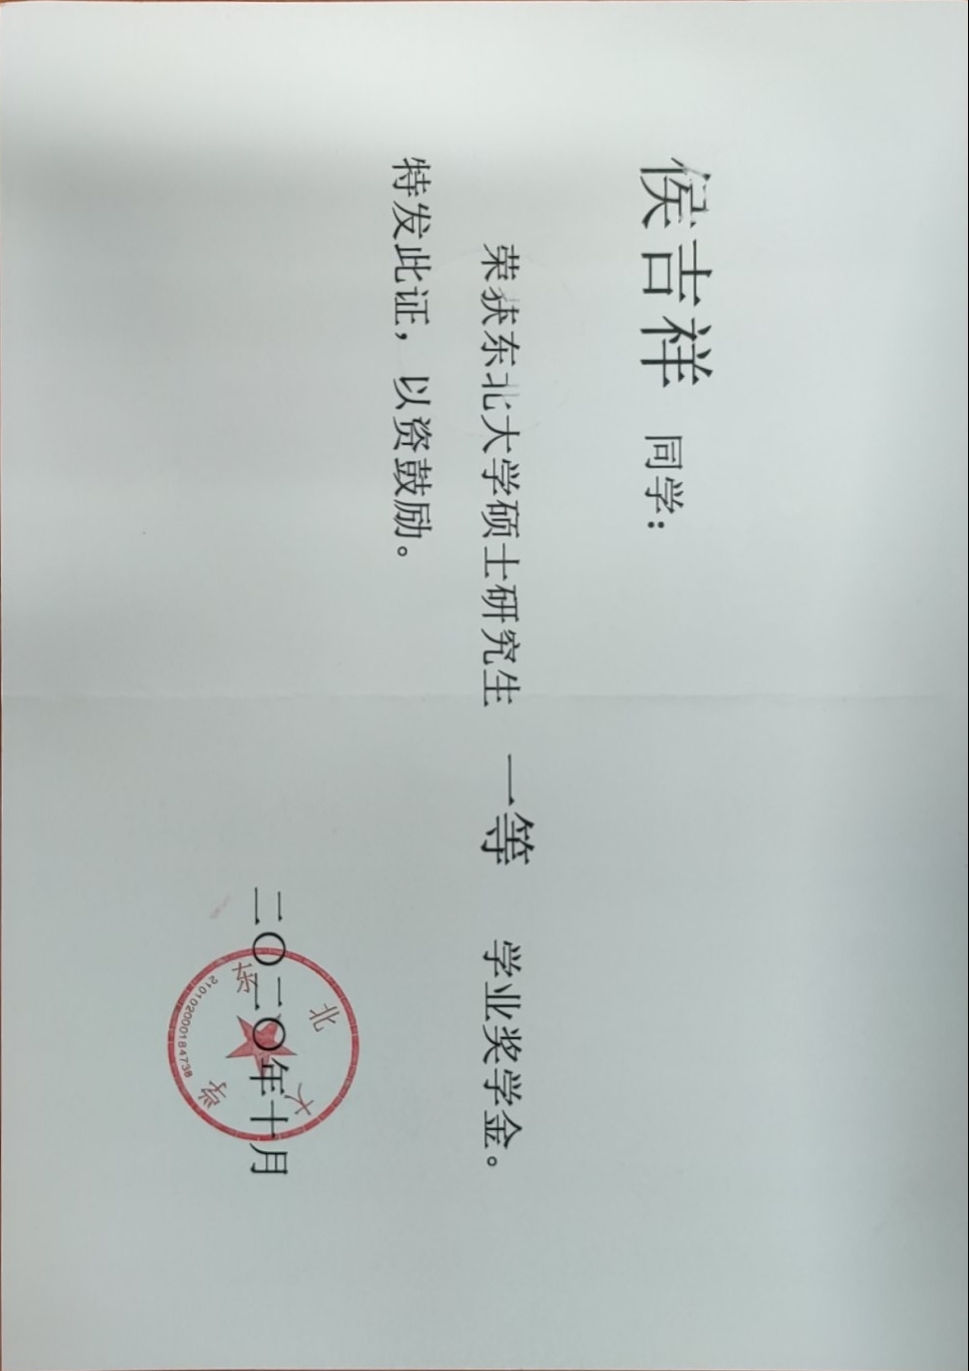 侯吉祥 同学：
荣获东北大学硕士研究生 一等 学业奖学金。
特发此证，以资鼓励。
二〇二〇年十月
东北大学
210102000184738